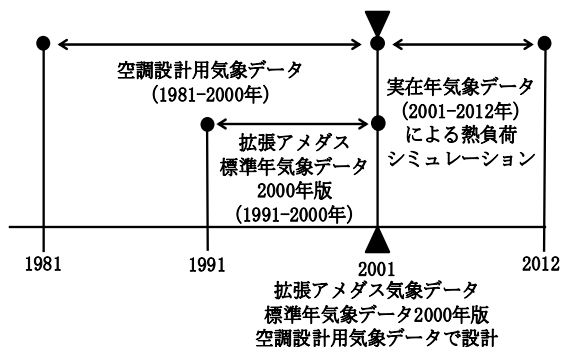 空調設計用気象データ
(1981-2000年)
実在年気象データ
(2001-2012年)
による熱負荷
シミュレーション
拡張アメダス
標準年気象データ
2000年版
(1991-2000年)
1981
1991
2001
2012
拡張アメダス気象データ
標準年気象データ2000年版
空調設計用気象データで設計